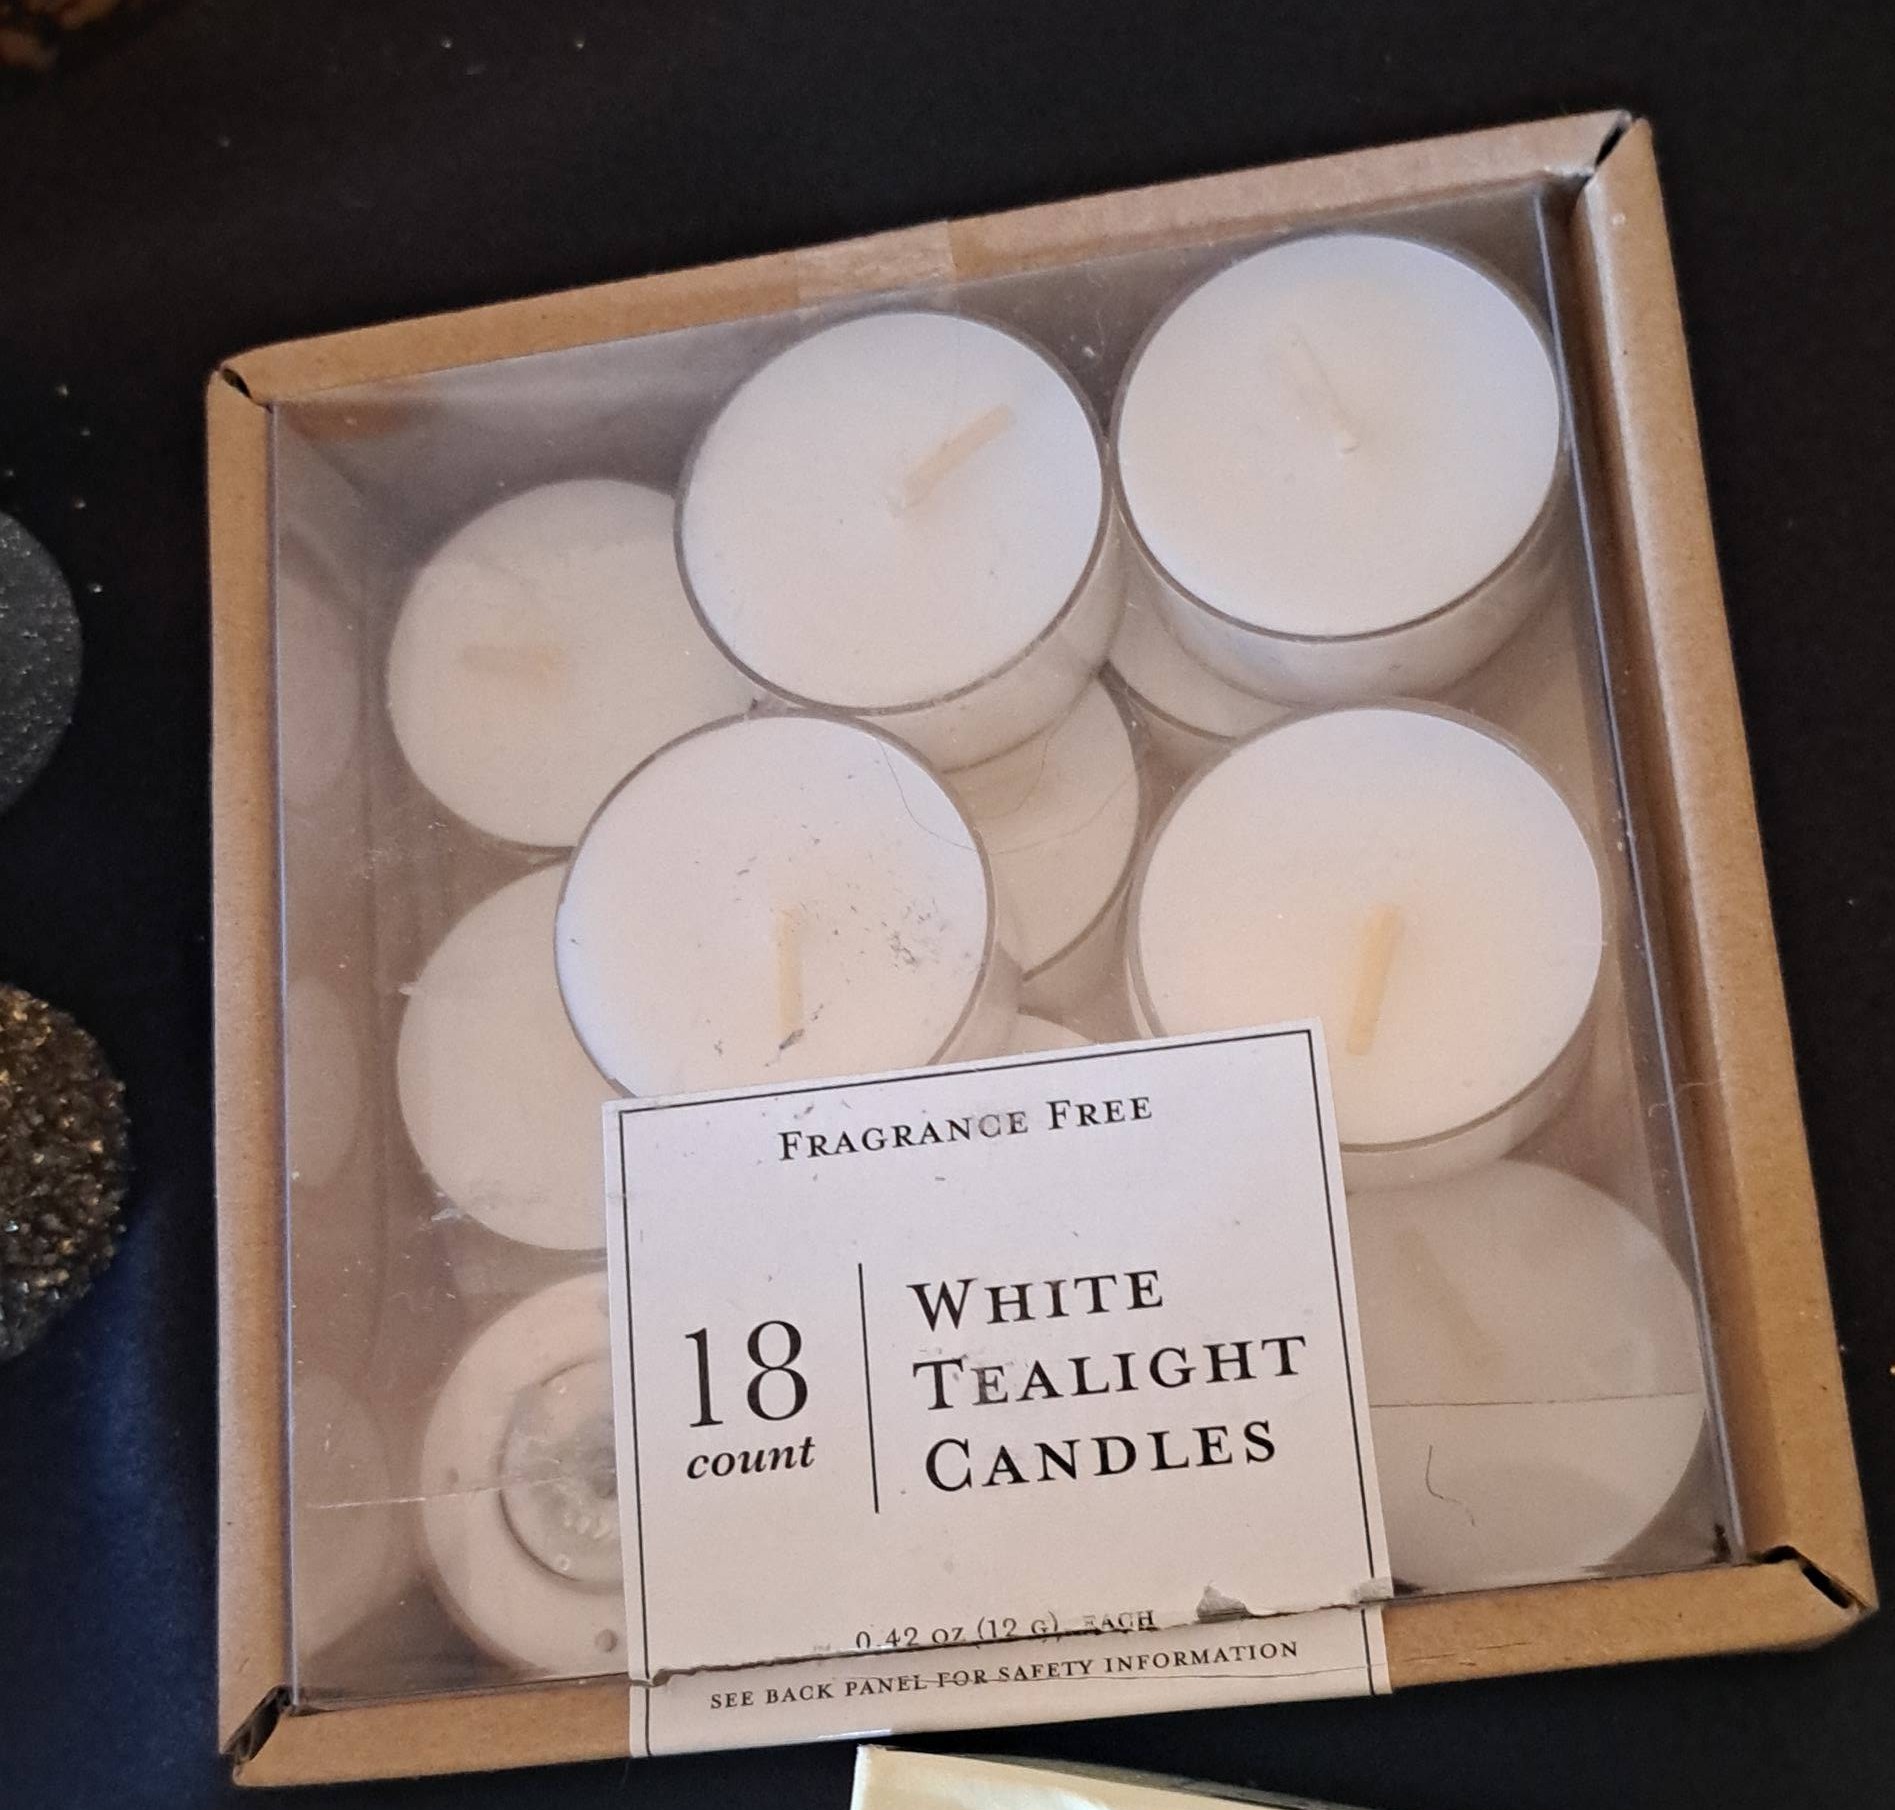 FRAGRANCE FREE
18
count
WHITE
TEALIGHT
CANDLES
0.42 OZ (12 G) EACH
SEE BACK PANEL FOR SAFETY INFORMATION